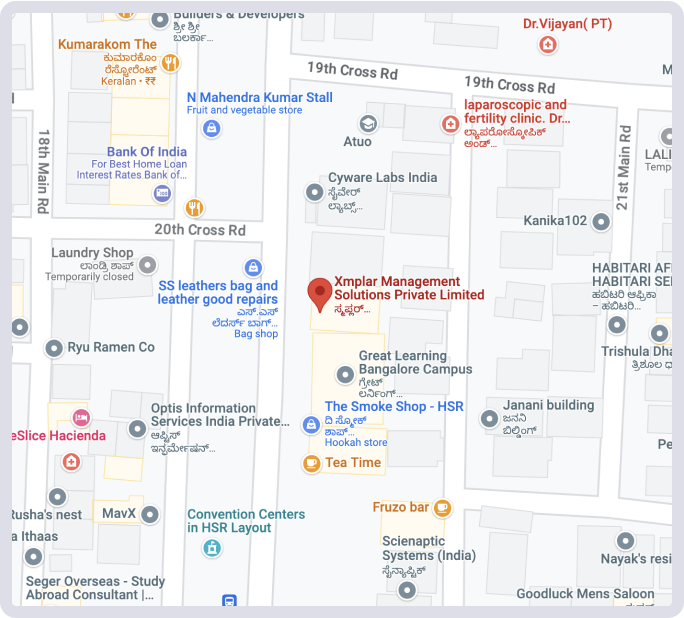 Builders & Developers
ಶ್ರೀ ಶ್ರೀ
ಬಲರ್ಕಾ...
Kumarakom The
ಕುಮಾರಕೊಂ
ರೆಸ್ಟೋರೆಂಟ್
Keralan • ₹₹
Dr.Vijayan( PT)
19th Cross Rd
19th Cross Rd
N Mahendra Kumar Stall
Fruit and vegetable store
laparoscopic and
fertility clinic. Dr...
ಲ್ಯಾಪರೋಸ್ಕೋಪಿಕ್
ಅಂಡ್...
Atuo
18th Main Rd
21st Main Rd
Bank Of India
For Best Home Loan
Interest Rates Bank of...
LALI
Temp
Cyware Labs India
ಸೈವೇರ್
ಲ್ಯಾಬ್ಸ್...
Kanika102
20th Cross Rd
Laundry Shop
ಲಾಂಡ್ರಿ ಶಾಪ್
Temporarily closed
SS leathers bag and
leather good repairs
ಎಸ್.ಎಸ್
ಲೆದರ್ಸ್ ಬಾಗ್...
Bag shop
Xmplar Management
Solutions Private Limited
ಸ್ಮಪ್ಲರ್...
HABITARI AF
HABITARI SE
ಹಬಿಟರಿ ಆಫ್ರಿಕಾ
– ಹಬಿಟರಿ...
Ryu Ramen Co
Trishula Dha
ತ್ರಿಶೂಲ ಧ
Great Learning
Bangalore Campus
ಗ್ರೇಟ್
ಲರ್ನಿಂಗ್...
The Smoke Shop - HSR
ದಿ ಸ್ಮೋಕ್
ಶಾಪ್...
Hookah store
Janani building
ಜನನಿ
ಬಿಲ್ಡಿಂಗ್
Optis Information
Services India Private...
ಆಪ್ಟಿಸ್
ಇನ್ಫರ್ಮೇಷನ್...
eSlice Hacienda
Pe
Tea Time
Rusha's nest
MavX
Convention Centers
in HSR Layout
Fruzo bar
a Ithaas
Scienaptic
Systems (India)
ಸೈನ್ಯಾಪ್ಟಿಕ್
Nayak's resi
Seger Overseas - Study
Abroad Consultant |...
Goodluck Mens Saloon